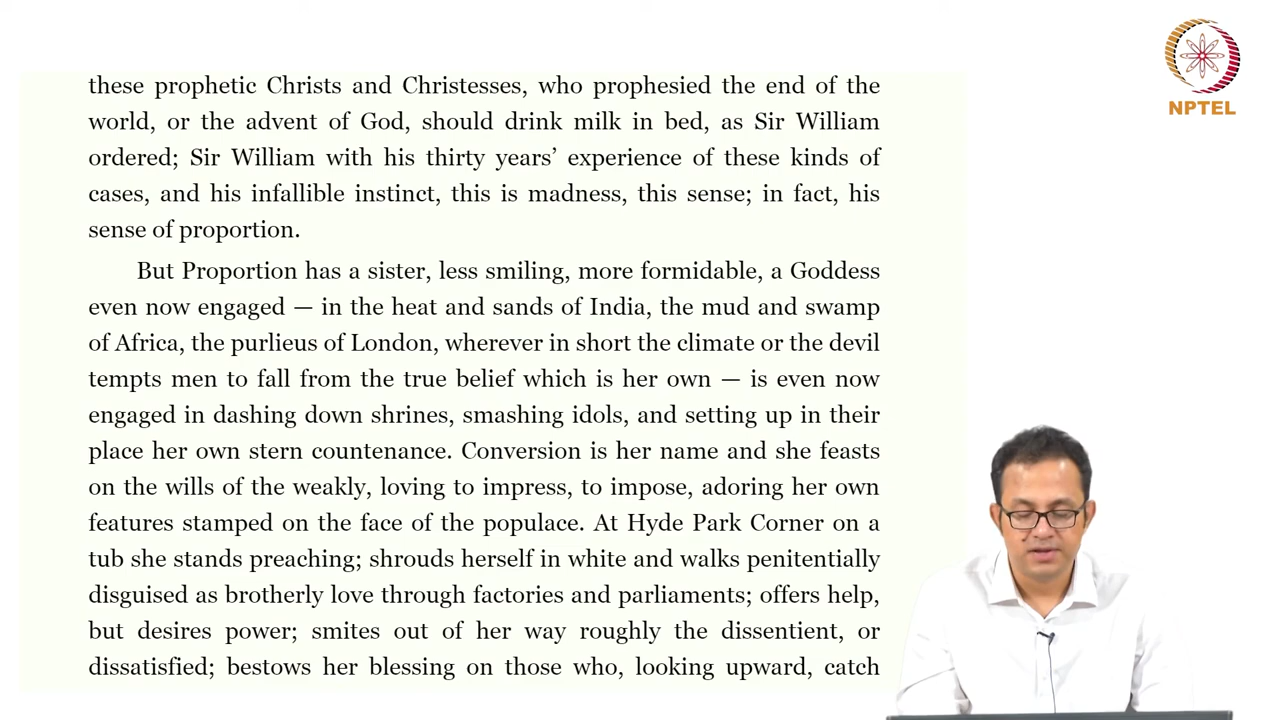 NPTEL
these prophetic Christs and Christesses, who prophesied the end of the
world, or the advent of God, should drink milk in bed, as Sir William
ordered; Sir William with his thirty years’ experience of these kinds of
cases, and his infallible instinct, this is madness, this sense; in fact, his
sense of proportion.
But Proportion has a sister, less smiling, more formidable, a Goddess
even now engaged — in the heat and sands of India, the mud and swamp
of Africa, the purlieus of London, wherever in short the climate or the devil
tempts men to fall from the true belief which is her own — is even now
engaged in dashing down shrines, smashing idols, and setting up in their
place her own stern countenance. Conversion is her name and she feasts
on the wills of the weakly, loving to impress, to impose, adoring her own
features stamped on the face of the populace. At Hyde Park Corner on a
tub she stands preaching; shrouds herself in white and walks penitentially
disguised as brotherly love through factories and parliaments; offers help,
but desires power; smites out of her way roughly the dissentient, or
dissatisfied; bestows her blessing on those who, looking upward, catch